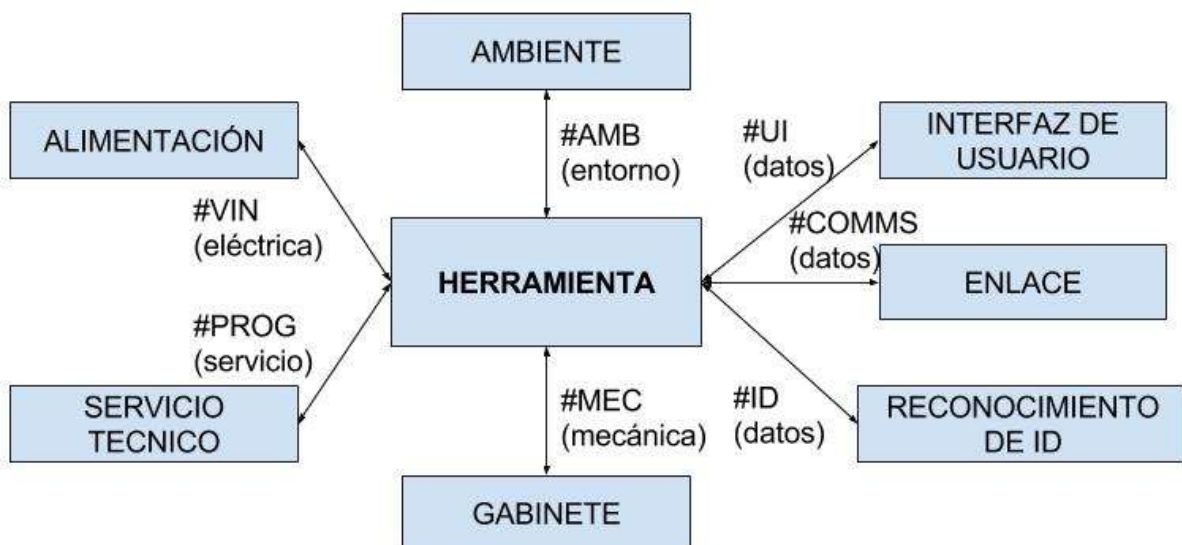 AMBIENTE
ALIMENTACIÓN
#AMB
(entorno)
#UI
(datos)
INTERFAZ DE
USUARIO
#VIN
(eléctrica)
#COMMS
(datos)
HERRAMIENTA
ENLACE
#PROG
(servicio)
SERVICIO
TECNICO
#MEC
(mecánica)
#ID
(datos)
RECONOCIMIENTO
DE ID
GABINETE